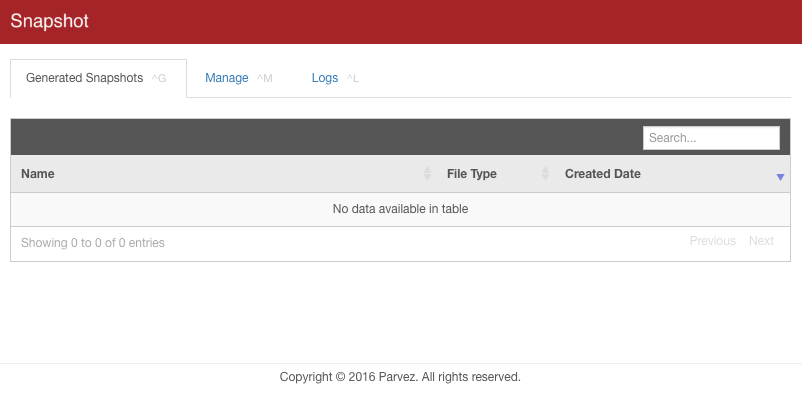 Snapshot
Generated Snapshots ^G Manage ^M Logs ^L
Search...
Name File Type Created Date
No data available in table
Showing 0 to 0 of 0 entries Previous Next
Copyright © 2016 Parvez. All rights reserved.